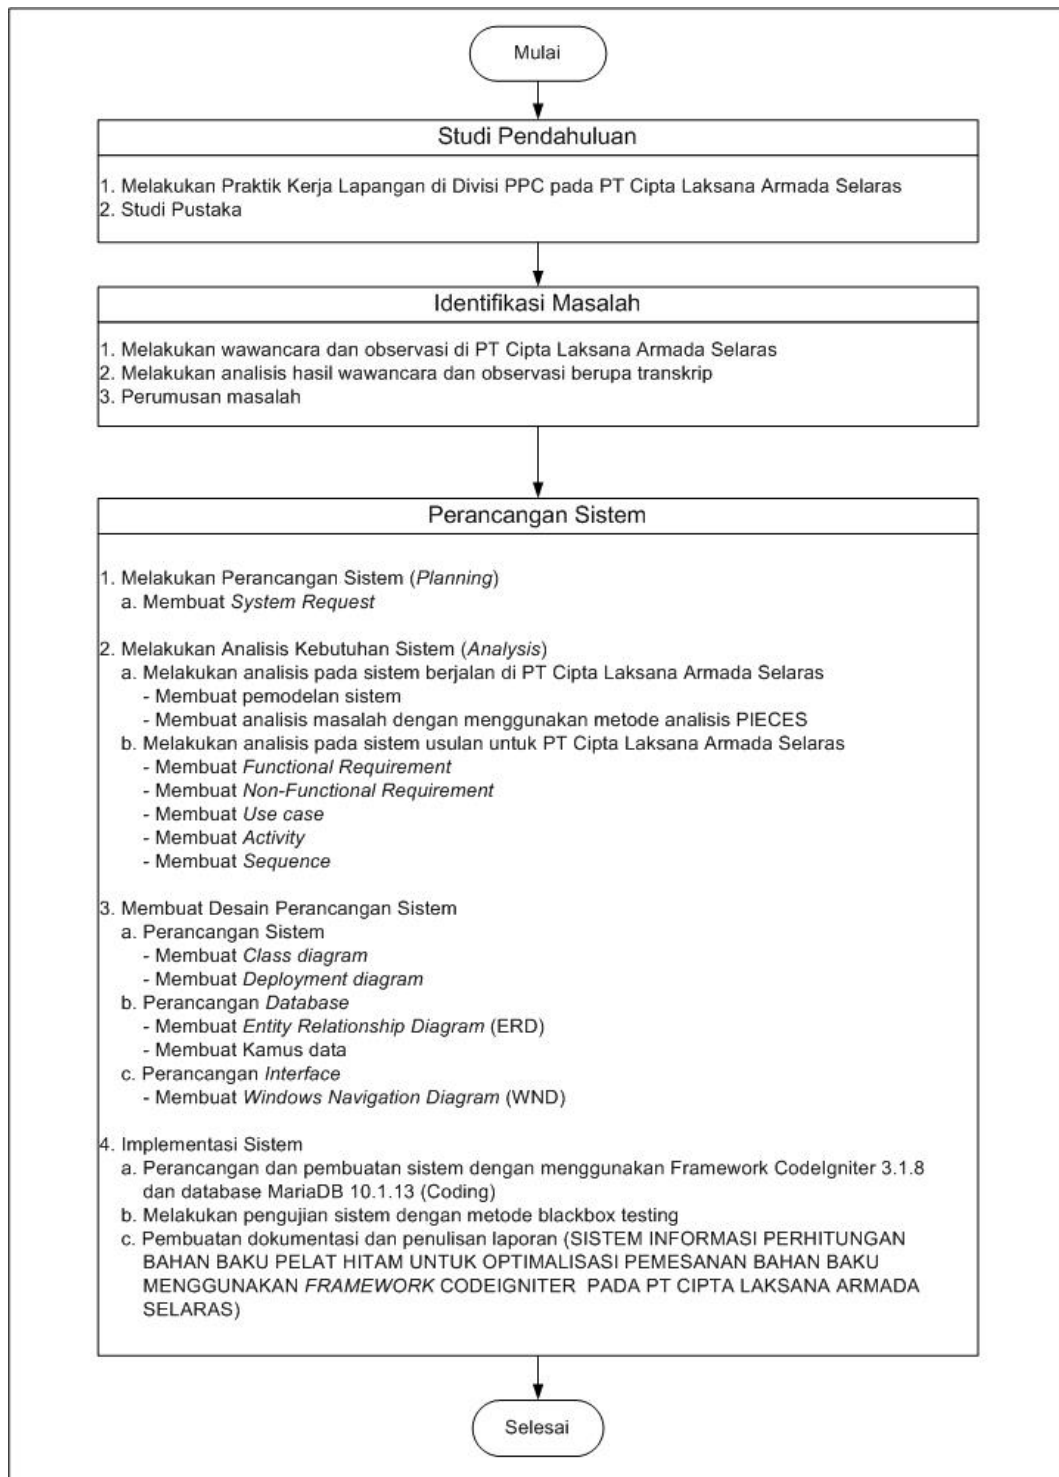 Mulai
Studi Pendahuluan
1. Melakukan Praktik Kerja Lapangan di Divisi PPC pada PT Cipta Laksana Armada Selaras
2. Studi Pustaka
Identifikasi Masalah
1. Melakukan wawancara dan observasi di PT Cipta Laksana Armada Selaras
2. Melakukan analisis hasil wawancara dan observasi berupa transkrip
3. Perumusan masalah
Perancangan Sistem
1. Melakukan Perancangan Sistem (Planning)
a. Membuat System Request
2. Melakukan Analisis Kebutuhan Sistem (Analysis)
a. Melakukan analisis pada sistem berjalan di PT Cipta Laksana Armada Selaras
- Membuat pemodelan sistem
- Membuat analisis masalah dengan menggunakan metode analisis PIECES
b. Melakukan analisis pada sistem usulan untuk PT Cipta Laksana Armada Selaras
- Membuat Functional Requirement
- Membuat Non-Functional Requirement
- Membuat Use case
- Membuat Activity
- Membuat Sequence
3. Membuat Desain Perancangan Sistem
a. Perancangan Sistem
- Membuat Class diagram
- Membuat Deployment diagram
b. Perancangan Database
- Membuat Entity Relationship Diagram (ERD)
- Membuat Kamus data
c. Perancangan Interface
- Membuat Windows Navigation Diagram (WND)
4. Implementasi Sistem
a. Perancangan dan pembuatan sistem dengan menggunakan Framework CodeIgniter 3.1.8
dan database MariaDB 10.1.13 (Coding)
b. Melakukan pengujian sistem dengan metode blackbox testing
c. Pembuatan dokumentasi dan penulisan laporan (SISTEM INFORMASI PERHITUNGAN
BAHAN BAKU PELAT HITAM UNTUK OPTIMALISASI PEMESANAN BAHAN BAKU
MENGGUNAKAN FRAMEWORK CODEIGNITER PADA PT CIPTA LAKSANA ARMADA
SELARAS)
Selesai